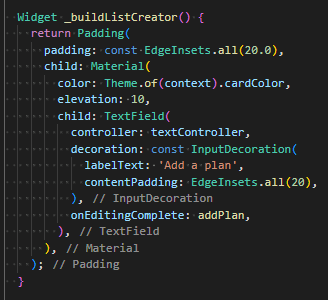 Widget _buildListCreator() {
  return Padding(
    padding: const EdgeInsets.all(20.0),
    child: Material(
      color: Theme.of(context).cardColor,
      elevation: 10,
      child: TextField(
        controller: textController,
        decoration: const InputDecoration(
          labelText: 'Add a plan',
          contentPadding: EdgeInsets.all(20),
        ), // InputDecoration
        onEditingComplete: addPlan,
      ), // TextField
    ), // Material
  ); // Padding
}